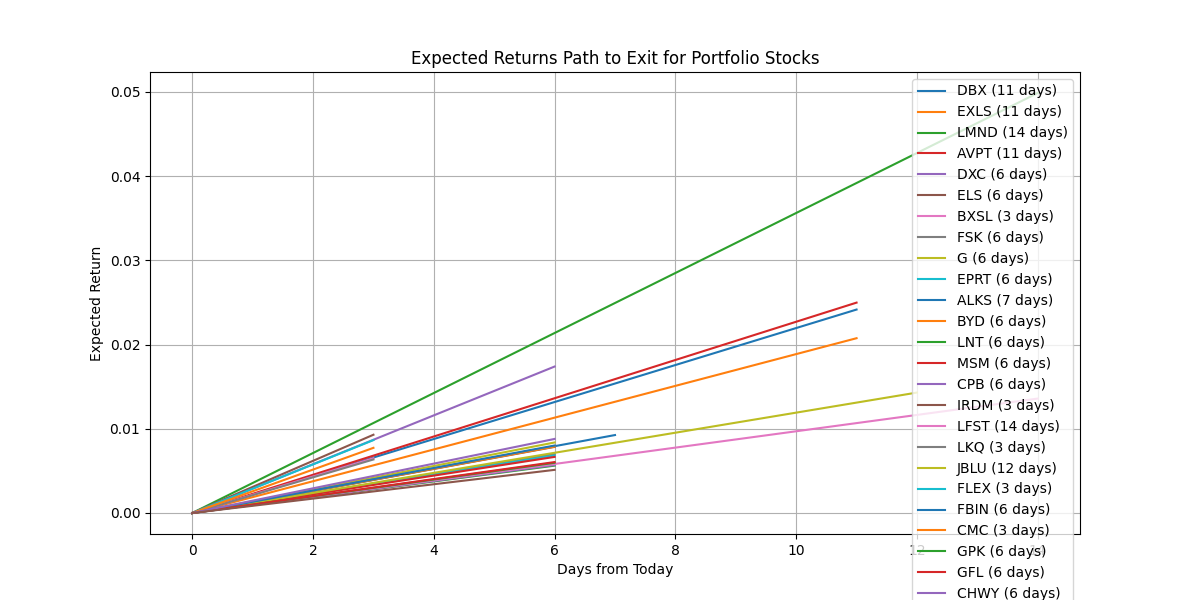 Expected Returns Path to Exit for Portfolio Stocks
Expected Return
0.05
0.04
0.03
0.02
0.01
0.00
0
2
4
6
8
10
12
Days from Today
DBX (11 days)
EXLS (11 days)
LMND (14 days)
AVPT (11 days)
DXC (6 days)
ELS (6 days)
BXSL (3 days)
FSK (6 days)
G (6 days)
EPRT (6 days)
ALKS (7 days)
BYD (6 days)
LNT (6 days)
MSM (6 days)
CPB (6 days)
IRDM (3 days)
LFST (14 days)
LKQ (3 days)
JBLU (12 days)
FLEX (3 days)
FBIN (6 days)
CMC (3 days)
GPK (6 days)
GFL (6 days)
CHWY (6 days)